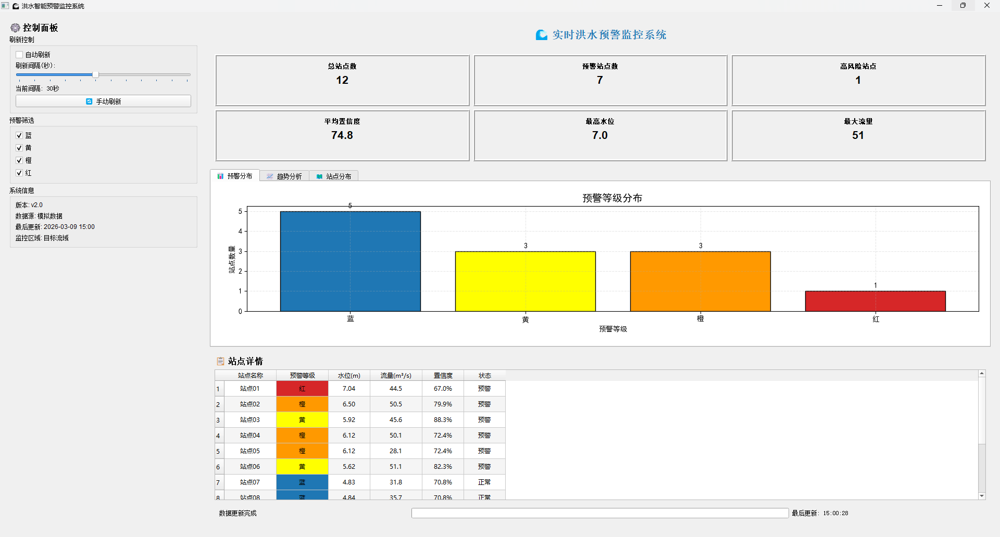 洪水智能预警监控系统
控制面板
刷新控制
自动刷新
刷新间隔(秒):
当前间隔: 30秒
手动刷新
预警筛选
蓝
黄
橙
红
系统信息
版本: v2.0
数据源: 模拟数据
最后更新: 2026-03-09 15:00
监控区域: 目标流域
实时洪水预警监控系统
总站点数 预警站点数 高风险站点
12 7 1
平均置信度 最高水位 最大流量
74.8 7.0 51
预警分布 趋势分析 站点分布
预警等级分布
站点数量
5
4
3
2
1
0
5 3 3 1
蓝 黄 橙 红
预警等级
站点详情
站点名称 预警等级 水位(m) 流量(m³/s) 置信度 状态
1 站点01 红 7.04 44.5 67.0% 预警
2 站点02 橙 6.50 50.5 79.9% 预警
3 站点03 黄 5.92 45.6 88.3% 预警
4 站点04 橙 6.12 50.1 72.4% 预警
5 站点05 橙 6.12 28.1 72.4% 预警
6 站点06 黄 5.62 51.1 82.3% 预警
7 站点07 蓝 4.83 31.8 70.8% 正常
8 站点08 蓝 4.84 35.7 70.8% 正常
数据更新完成 最后更新: 15:00:28